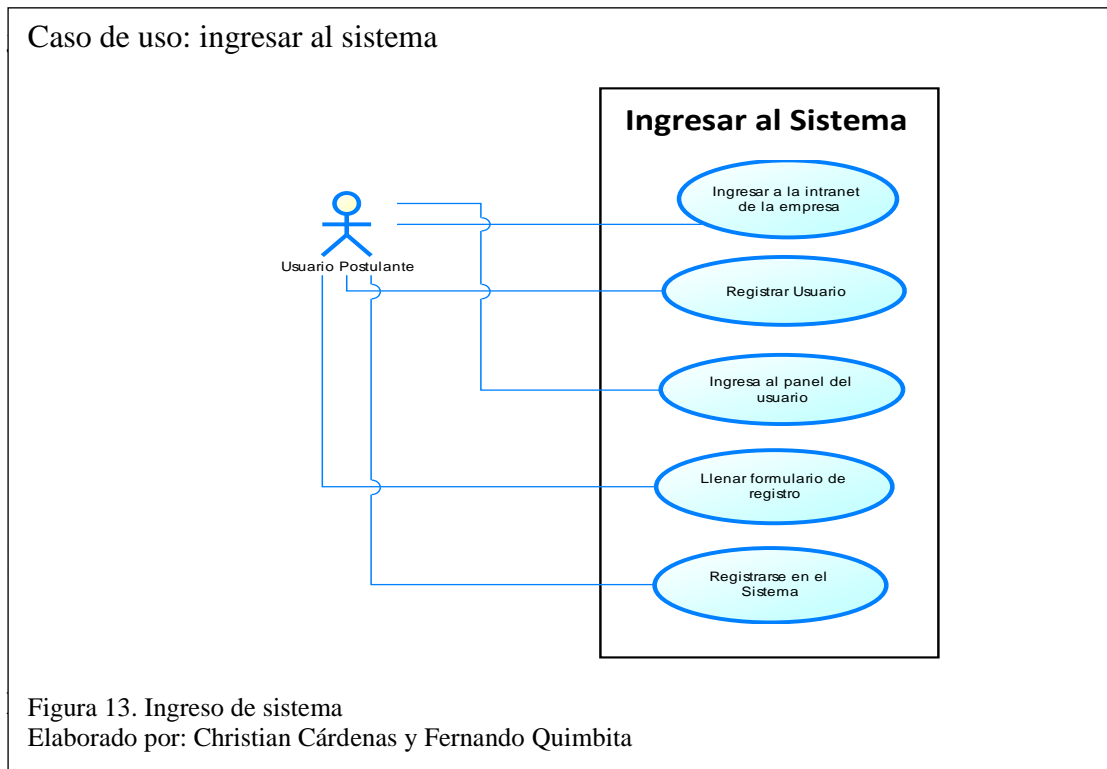 Caso de uso: ingresar al sistema
Ingresar al Sistema
Ingresar a la intranet
de la empresa
Usuario Postulante
Registrar Usuario
Ingresa al panel del
usuario
Llenar formulario de
registro
Registrarse en el
Sistema
Figura 13. Ingreso de sistema
Elaborado por: Christian Cárdenas y Fernando Quimbita